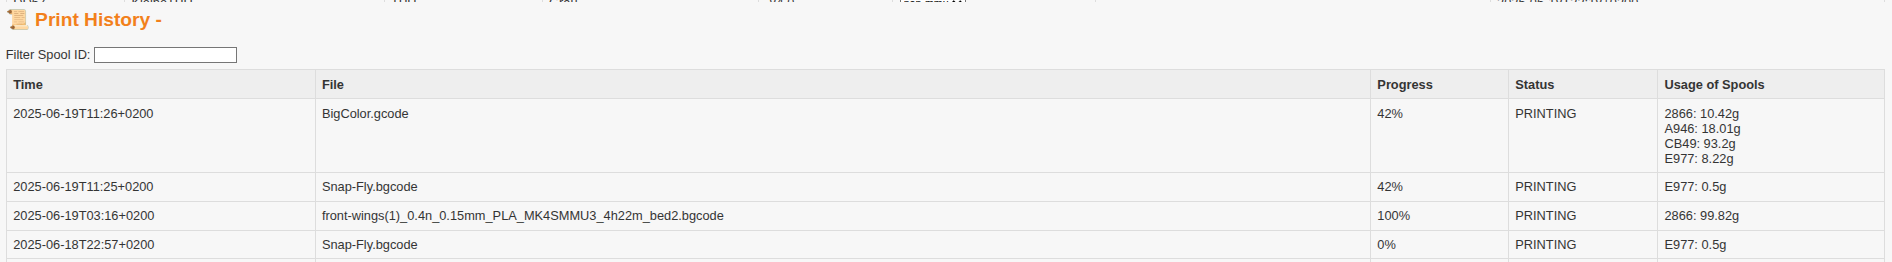 Print History -
Filter Spool ID:
Time File Progress Status Usage of Spools
2025-06-19T11:26+0200 BigColor.gcode 42% PRINTING 2866: 10.42g
A946: 18.01g
CB49: 93.2g
E977: 8.22g
2025-06-19T11:25+0200 Snap-Fly.bgcode 42% PRINTING E977: 0.5g
2025-06-19T03:16+0200 front-wings(1)_0.4n_0.15mm_PLA_MK4SMMU3_4h22m_bed2.bgcode 100% PRINTING 2866: 99.82g
2025-06-18T22:57+0200 Snap-Fly.bgcode 0% PRINTING E977: 0.5g